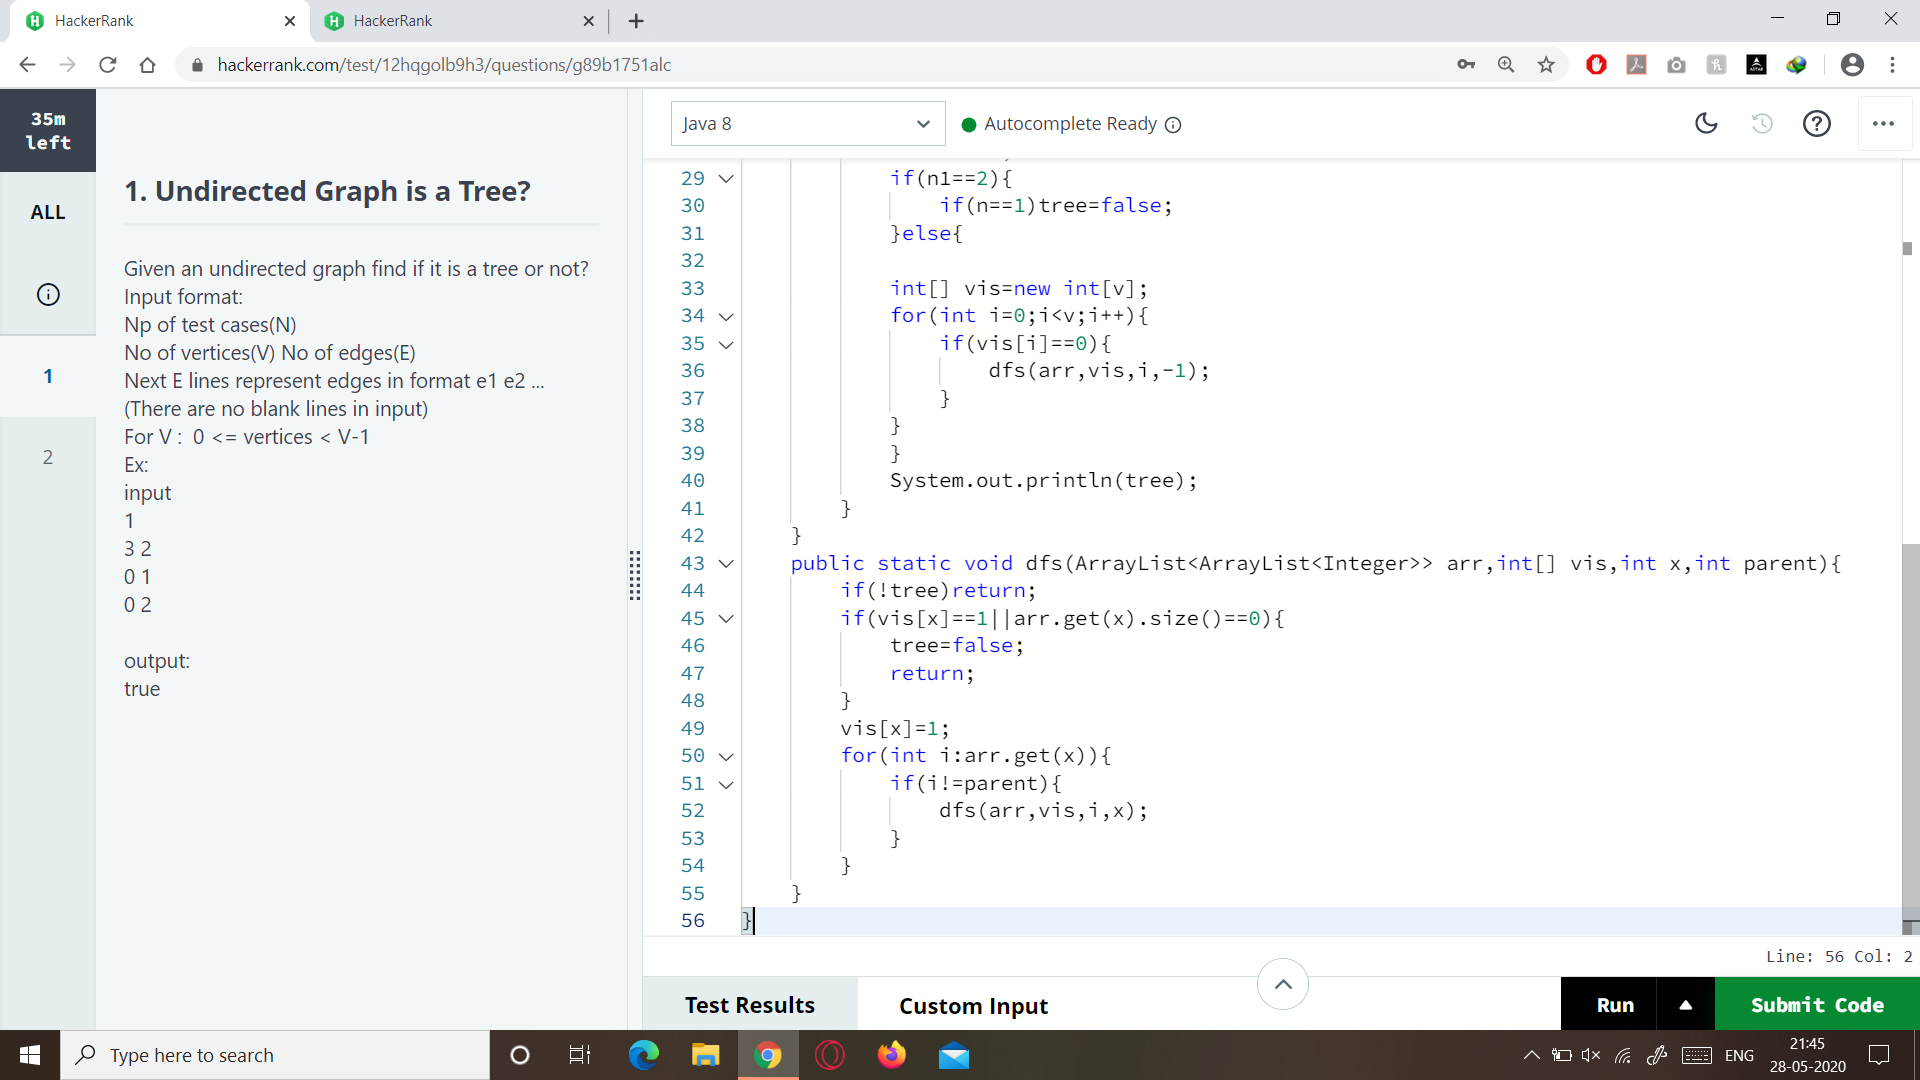 HackerRank
HackerRank
hackerrank.com/test/12hqgolb9h3/questions/g89b1751alc
35m left
ALL
1
2
1. Undirected Graph is a Tree?
Given an undirected graph find if it is a tree or not?
Input format:
Np of test cases(N)
No of vertices(V) No of edges(E)
Next E lines represent edges in format e1 e2 ...
(There are no blank lines in input)
For V :  0 <= vertices < V-1
Ex:
input
1
3 2
0 1
0 2
output:
true
Java 8
Autocomplete Ready
29 if(n1==2){
30 if(n==1)tree=false;
31 }else{
32
33 int[] vis=new int[v];
34 for(int i=0;i<v;i++){
35 if(vis[i]==0){
36 dfs(arr,vis,i,-1);
37 }
38 }
39 }
40 System.out.println(tree);
41 }
42 }
43 public static void dfs(ArrayList<ArrayList<Integer>> arr,int[] vis,int x,int parent){
44 if(!tree)return;
45 if(vis[x]==1||arr.get(x).size()==0){
46 tree=false;
47 return;
48 }
49 vis[x]=1;
50 for(int i:arr.get(x)){
51 if(i!=parent){
52 dfs(arr,vis,i,x);
53 }
54 }
55 }
56 }
Line: 56 Col: 2
Test Results
Custom Input
Run
Submit Code
Type here to search
ENG
21:45
28-05-2020